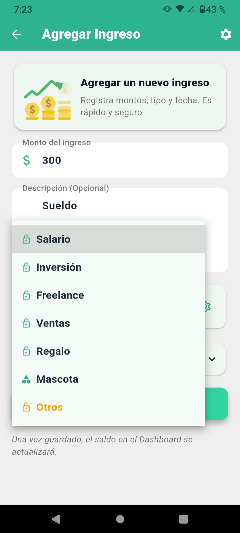 7:23
43 %
Agregar Ingreso
Agregar un nuevo ingreso
Registra montos, tipo y fecha. Es
rápido y seguro
Monto del ingreso
$ 300
Descripción (Opcional)
Sueldo
Salario
Inversión
Freelance
Ventas
Regalo
Mascota
Otros
Una vez guardado, el saldo en el Dashboard se
actualizará.